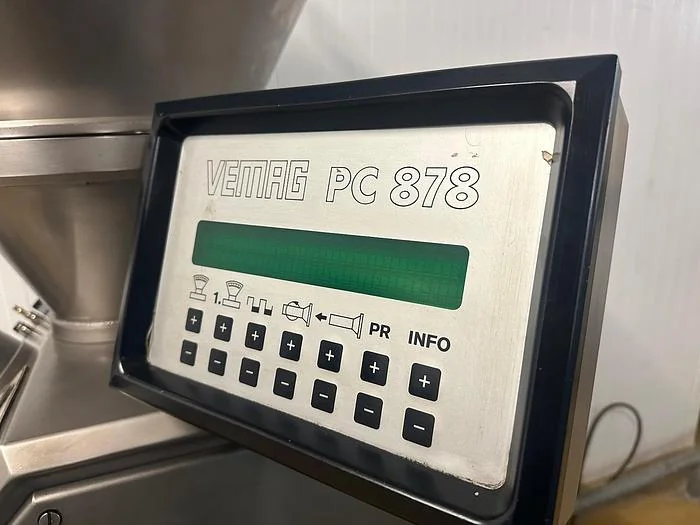 VEMAG PC 878
1. PR INFO
+ + + + + + +
- - - - - - -